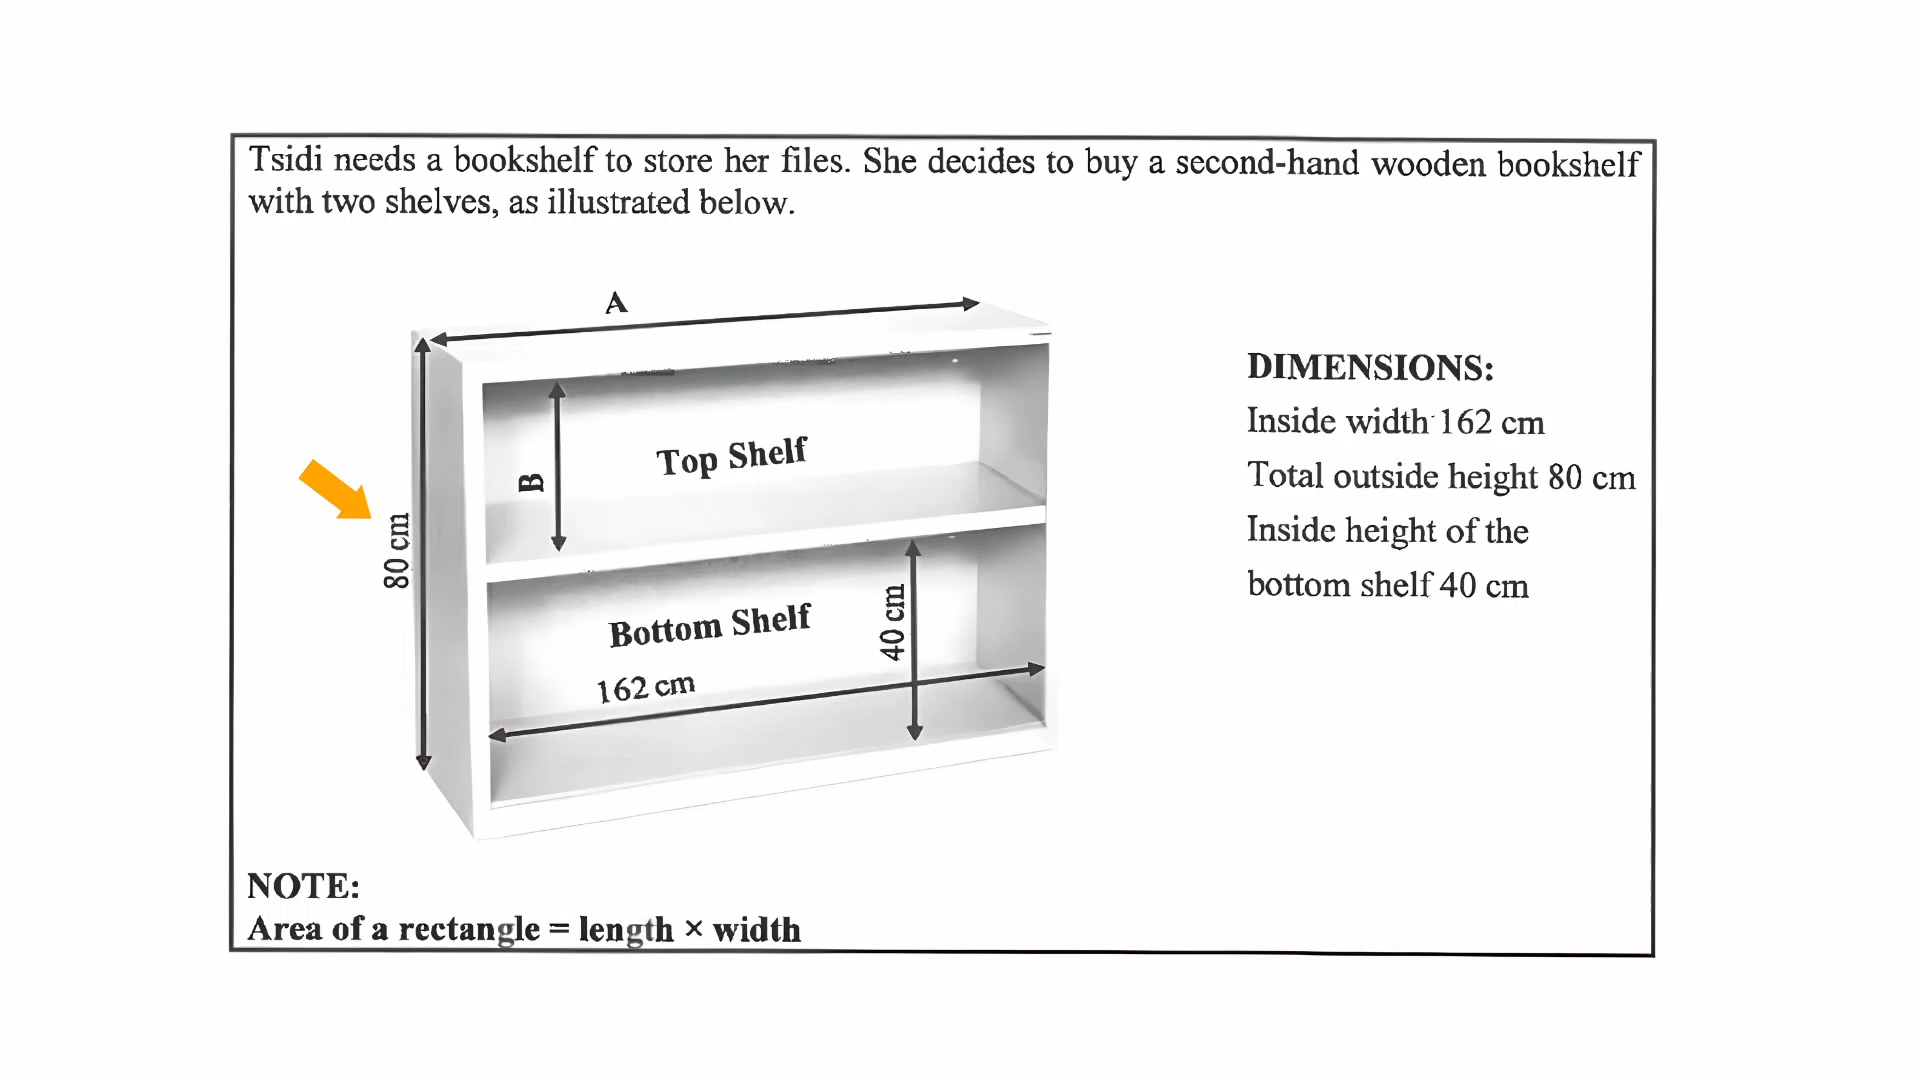 Tsidi needs a bookshelf to store her files. She decides to buy a second-hand wooden bookshelf
with two shelves, as illustrated below.
A
B
Top Shelf
80 cm
Bottom Shelf
40 cm
162 cm
DIMENSIONS:
Inside width 162 cm
Total outside height 80 cm
Inside height of the
bottom shelf 40 cm
NOTE:
Area of a rectangle = length × width